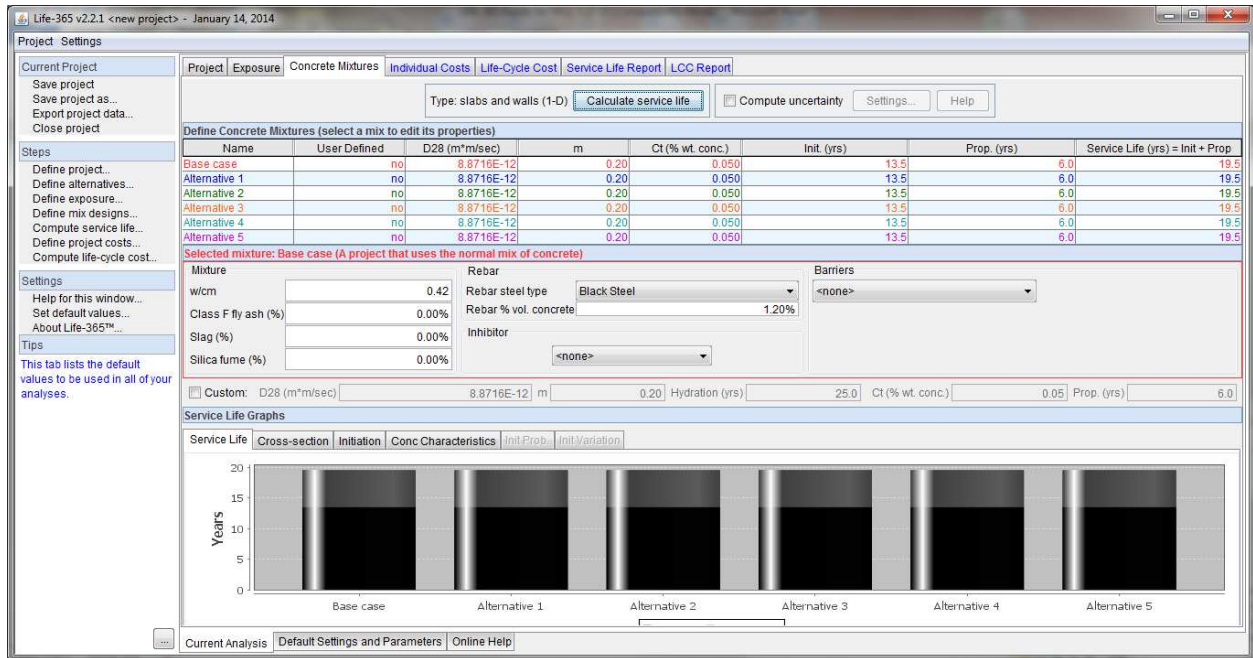 Life-365 v2.2.1 <new project> - January 14, 2014
Project Settings
Current Project
Save project
Save project as...
Export project data...
Close project
Steps
Define project...
Define alternatives...
Define exposure...
Define mix designs...
Compute service life...
Define project costs...
Compute life-cycle cost...
Settings
Help for this window...
Set default values...
About Life-365™...
Tips
This tab lists the default
values to be used in all of your
analyses.
...
Project Exposure Concrete Mixtures Individual Costs Life-Cycle Cost Service Life Report LCC Report
Type: slabs and walls (1-D) Calculate service life Compute uncertainty Settings... Help
Define Concrete Mixtures (select a mix to edit its properties)
Name User Defined D28 (m*m/sec) m Ct (% wt. conc.) Init. (yrs) Prop. (yrs) Service Life (yrs) = Init + Prop
Base case no 8.8716E-12 0.20 0.050 13.5 6.0 19.5
Alternative 1 no 8.8716E-12 0.20 0.050 13.5 6.0 19.5
Alternative 2 no 8.8716E-12 0.20 0.050 13.5 6.0 19.5
Alternative 3 no 8.8716E-12 0.20 0.050 13.5 6.0 19.5
Alternative 4 no 8.8716E-12 0.20 0.050 13.5 6.0 19.5
Alternative 5 no 8.8716E-12 0.20 0.050 13.5 6.0 19.5
Selected mixture: Base case (A project that uses the normal mix of concrete)
Mixture Rebar Barriers
w/cm 0.42 Rebar steel type Black Steel <none>
Class F fly ash (%) 0.00% Rebar % vol. concrete 1.20%
Slag (%) 0.00% Inhibitor
Silica fume (%) 0.00% <none>
Custom: D28 (m*m/sec) 8.8716E-12 m 0.20 Hydration (yrs) 25.0 Ct (% wt. conc.) 0.05 Prop. (yrs) 6.0
Service Life Graphs
Service Life Cross-section Initiation Conc Characteristics Init Prob. Init Variation
Years
20
15
10
5
0
Base case Alternative 1 Alternative 2 Alternative 3 Alternative 4 Alternative 5
Current Analysis Default Settings and Parameters Online Help